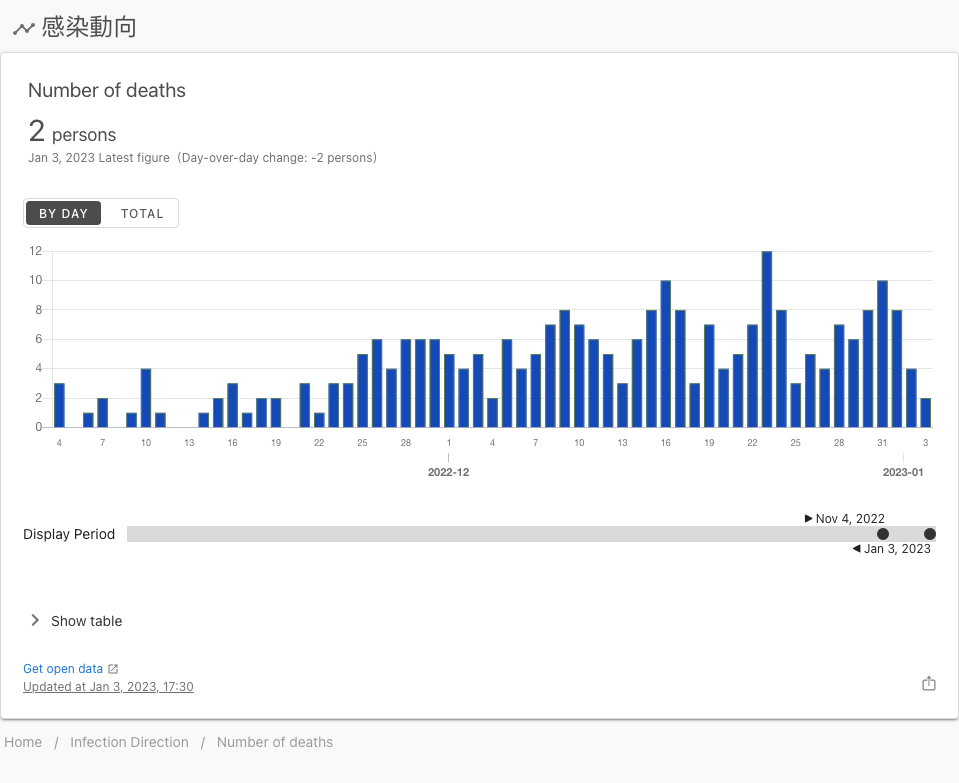 感染動向
Number of deaths
2 persons
Jan 3, 2023 Latest figure (Day-over-day change: -2 persons)
BY DAY TOTAL
12
10
8
6
4
2
0
4 7 10 13 16 19 22 25 28 1 4 7 10 13 16 19 22 25 28 31 3
2022-12 2023-01
Nov 4, 2022
Display Period
Jan 3, 2023
Show table
Get open data
Updated at Jan 3, 2023, 17:30
Home / Infection Direction / Number of deaths